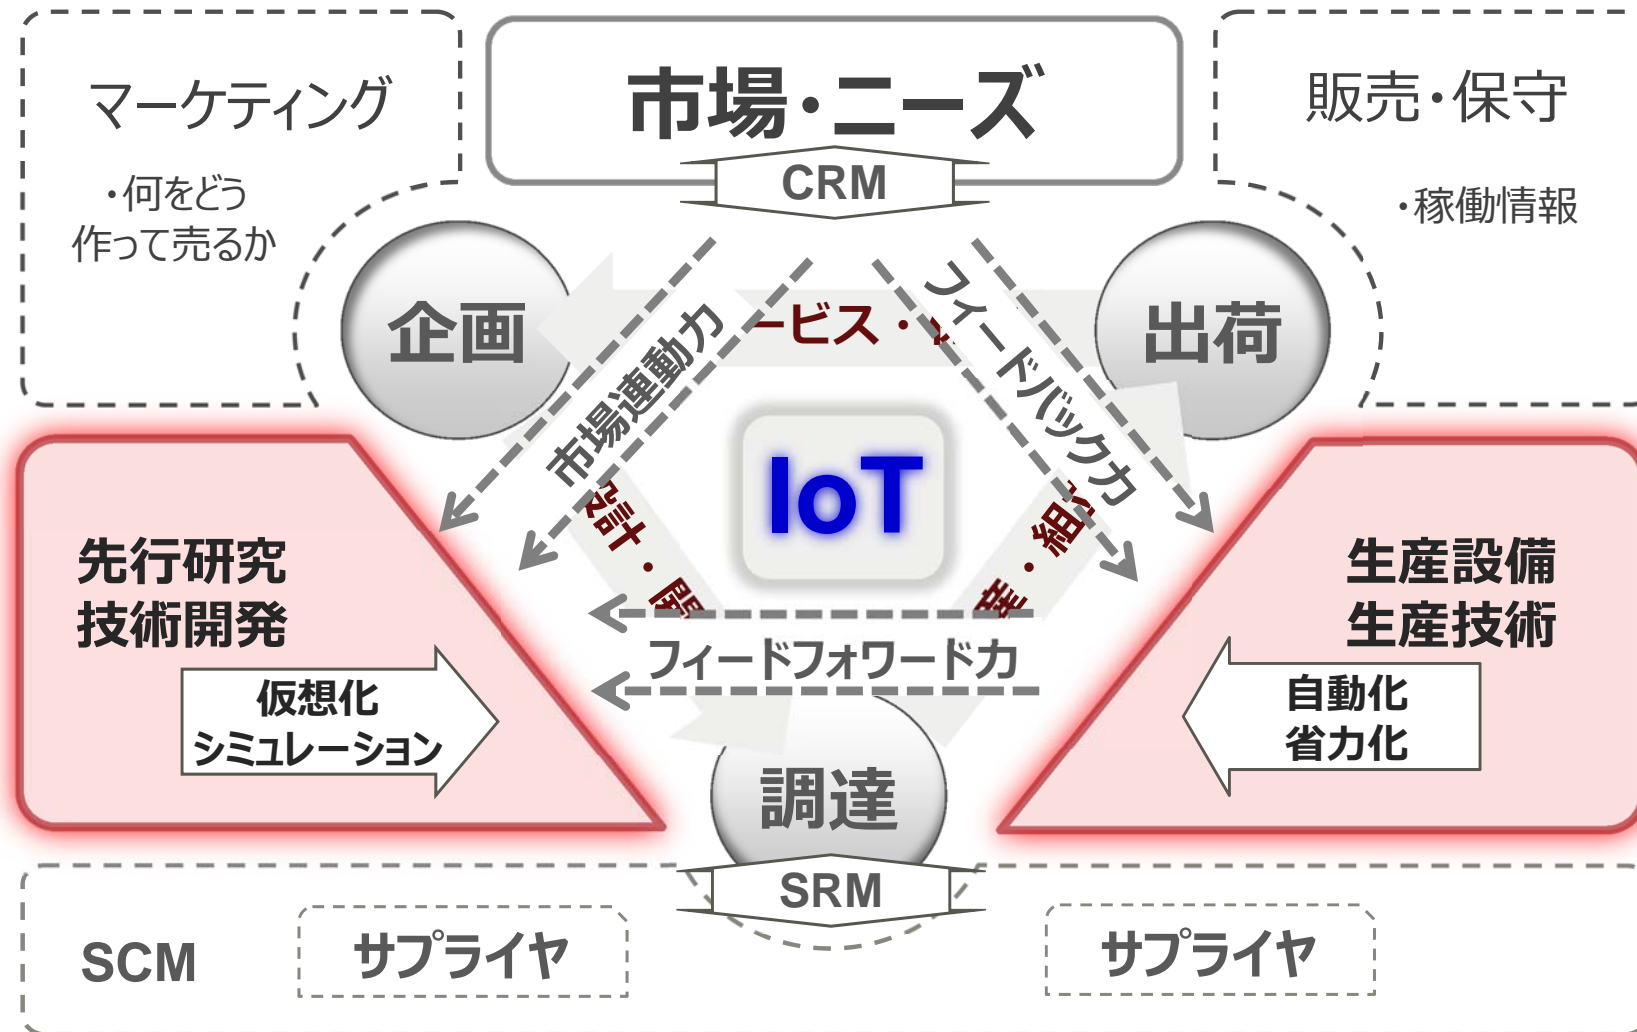 マーケティング
・何をどう
作って売るか
市場・ニーズ
CRM
販売・保守
・稼働情報
企画
出荷
市場連動力
フィードバック力
IoT
設計・開
産・組
先行研究
技術開発
仮想化
シミュレーション
フィードフォワード力
生産設備
生産技術
自動化
省力化
調達
SRM
SCM
サプライヤ
サプライヤ